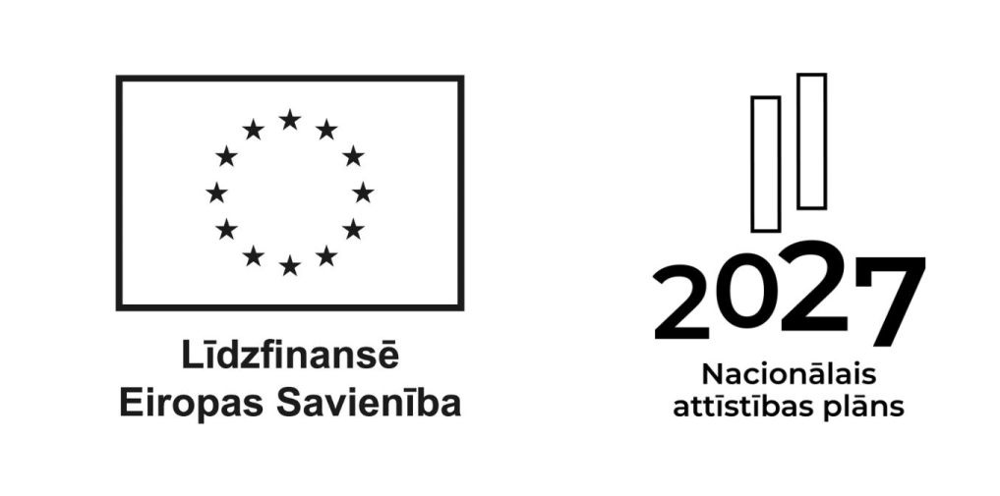 Līdzfinansē
Eiropas Savienība
2027
Nacionālais
attīstības plāns